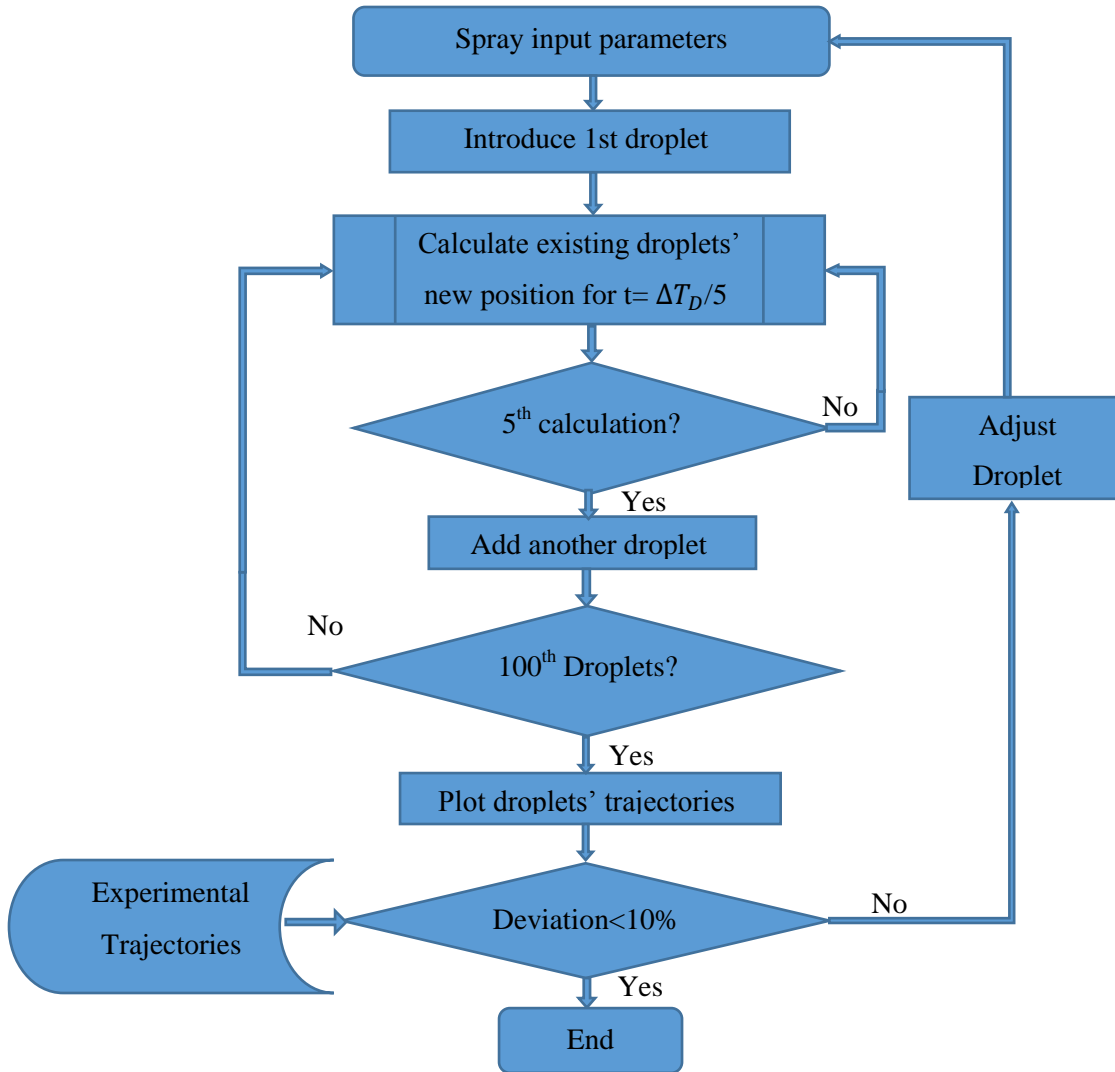 Spray input parameters
Introduce 1st droplet
Calculate existing droplets’
new position for t= Δ𝑇𝐷/5
5th calculation?
No
Adjust
Droplet
Yes
Add another droplet
No
100th Droplets?
Yes
Plot droplets’ trajectories
Experimental
Trajectories
Deviation<10%
No
Yes
End